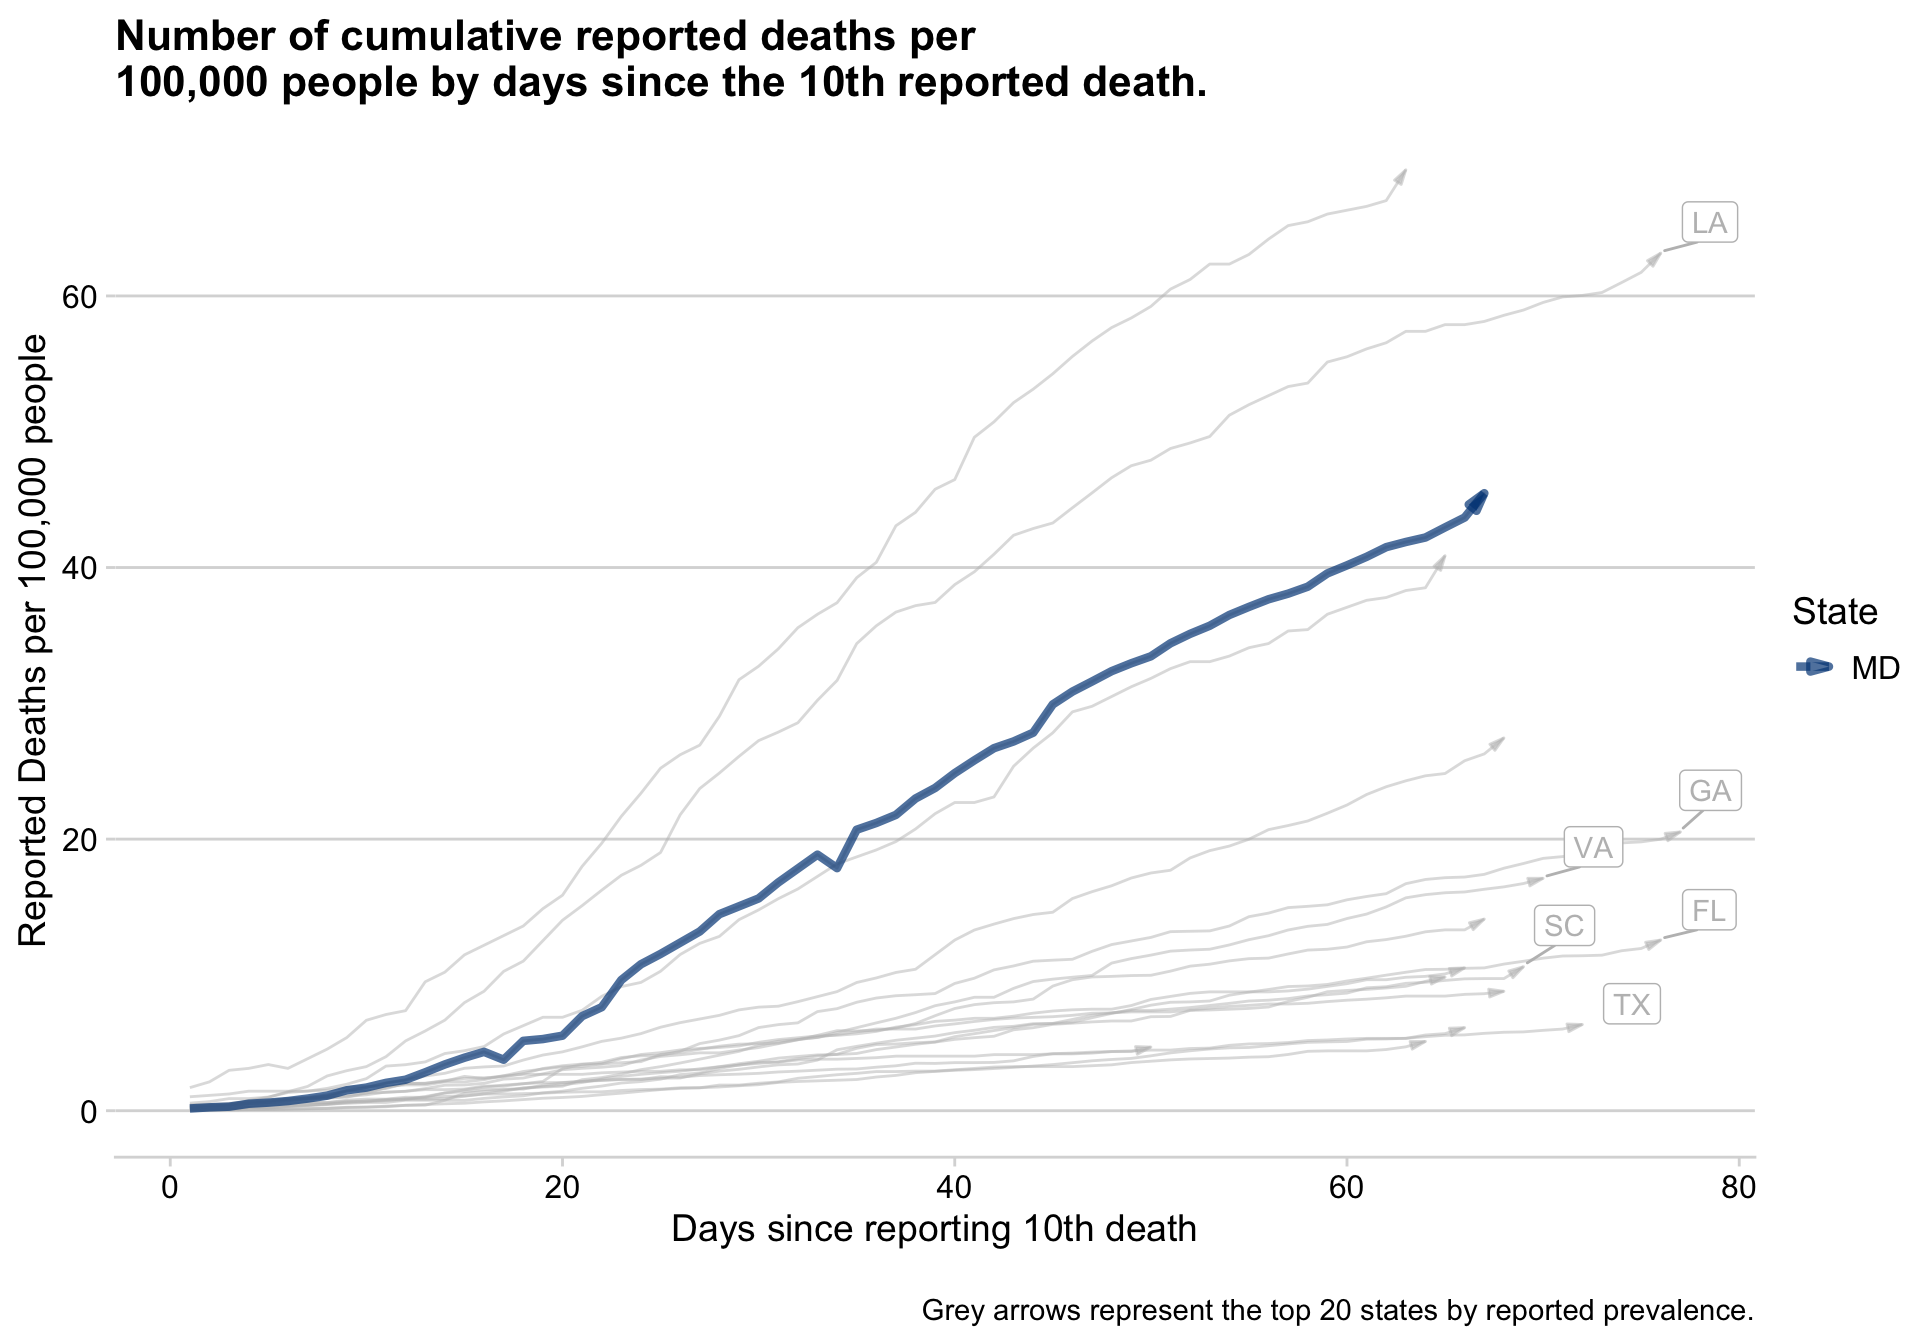 Number of cumulative reported deaths per
100,000 people by days since the 10th reported death.
Reported Deaths per 100,000 people
60
40
20
0
LA
GA
VA
SC
FL
TX
State
MD
0
20
40
60
80
Days since reporting 10th death
Grey arrows represent the top 20 states by reported prevalence.